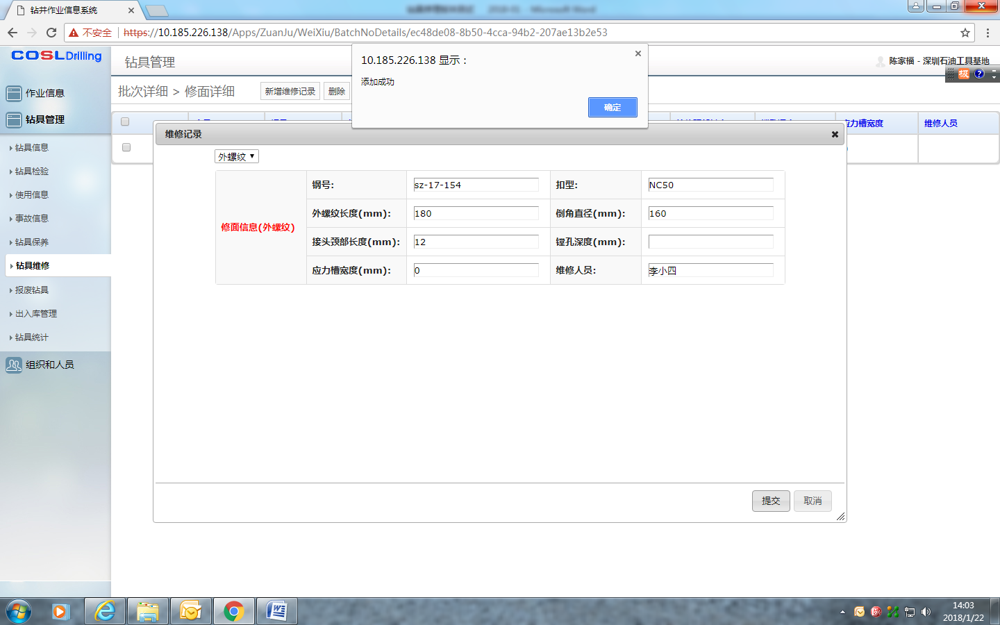 钻井作业信息系统
不安全 https://10.185.226.138/Apps/ZuanJu/WeiXiu/BatchNoDetails/ec48de08-8b50-4cca-94b2-207ae13b2e53
COSLDrilling
钻具管理
陈家福 - 深圳石油工具基地
10.185.226.138 显示：
添加成功
确定
批次详细 > 修面详细
新增维修记录
删除
应力槽宽度
维修人员
作业信息
钻具管理
钻具信息
钻具检验
使用信息
事故信息
钻具保养
钻具维修
报废钻具
出入库管理
钻具统计
组织和人员
维修记录
外螺纹
修面信息(外螺纹)
钢号: sz-17-154 扣型: NC50
外螺纹长度(mm): 180 倒角直径(mm): 160
接头颈部长度(mm): 12 镗孔深度(mm):
应力槽宽度(mm): 0 维修人员: 李小四
提交
取消
14:03
2018/1/22